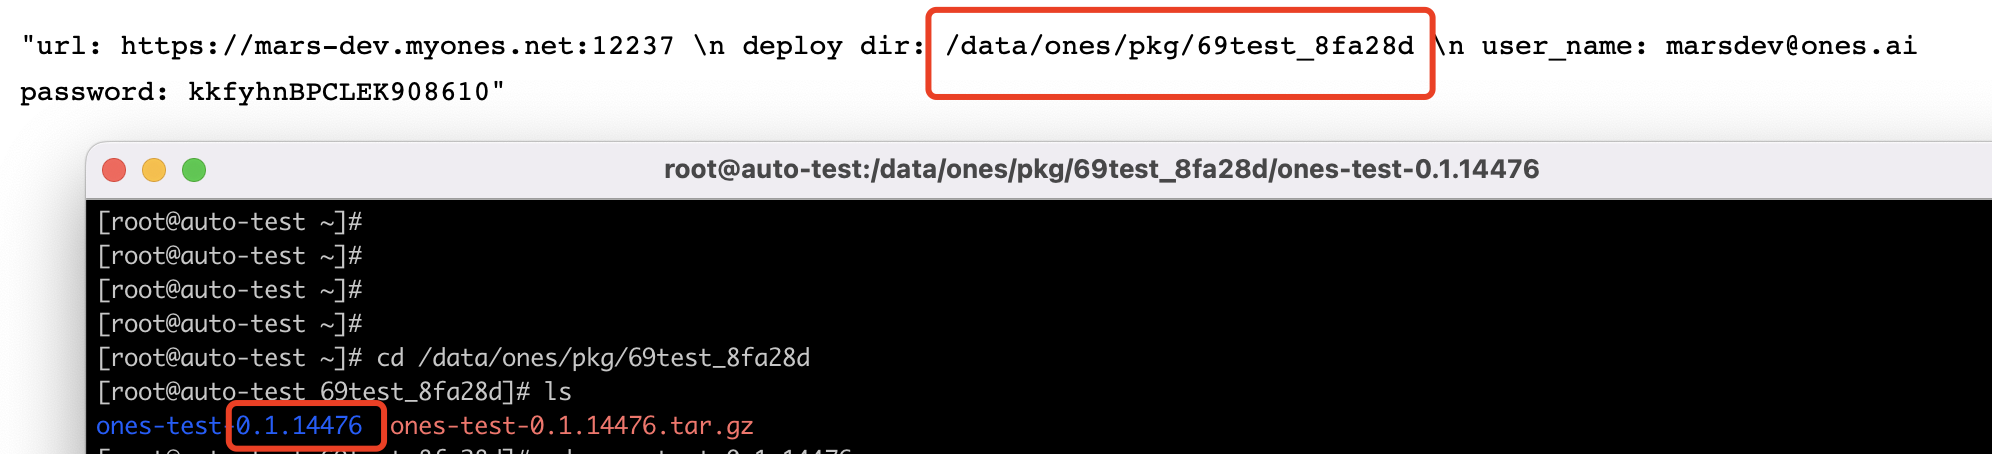 "url: https://mars-dev.myones.net:12237 \n deploy dir: /data/ones/pkg/69test_8fa28d \n user_name: marsdev@ones.ai
password: kkfyhnBPCLEK908610"
root@auto-test:/data/ones/pkg/69test_8fa28d/ones-test-0.1.14476
[root@auto-test ~]#
[root@auto-test ~]#
[root@auto-test ~]#
[root@auto-test ~]#
[root@auto-test ~]# cd /data/ones/pkg/69test_8fa28d
[root@auto-test 69test_8fa28d]# ls
ones-test-0.1.14476 ones-test-0.1.14476.tar.gz